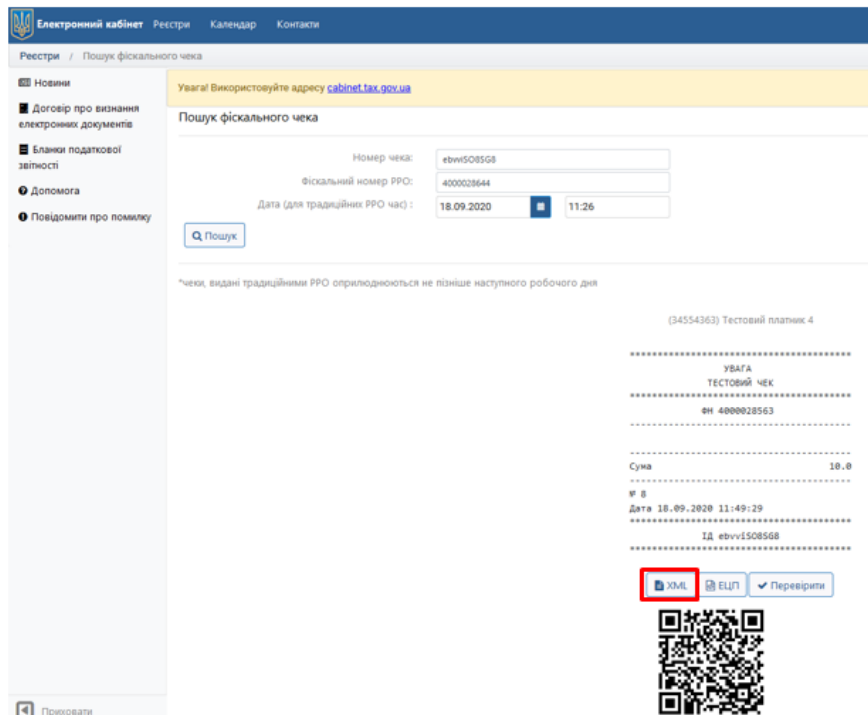 Електронний кабінет Реєстри Календар Контакти
Реєстри / Пошук фіскального чека
Новини
Договір про визнання
електронних документів
Бланки податкової
звітності
Допомога
Повідомити про помилку
Увага! Використовуйте адресу cabinet.tax.gov.ua
Пошук фіскального чека
Номер чека: ebvviSO8SG8
Фіскальний номер РРО: 4000028644
Дата (для традиційних РРО час) : 18.09.2020 11:26
Пошук
*чеки, видані традиційними РРО оприлюднюються не пізніше наступного робочого дня
(34554363) Тестовий платник 4
****************************************
УВАГА
ТЕСТОВИЙ ЧЕК
****************************************
ФН 4000028563
----------------------------------------
----------------------------------------
Сума 10.0
----------------------------------------
№ 8
Дата 18.09.2020 11:49:29
****************************************
ІД ebvviSO8SG8
****************************************
XML ЕЦП Перевірити
Приховати